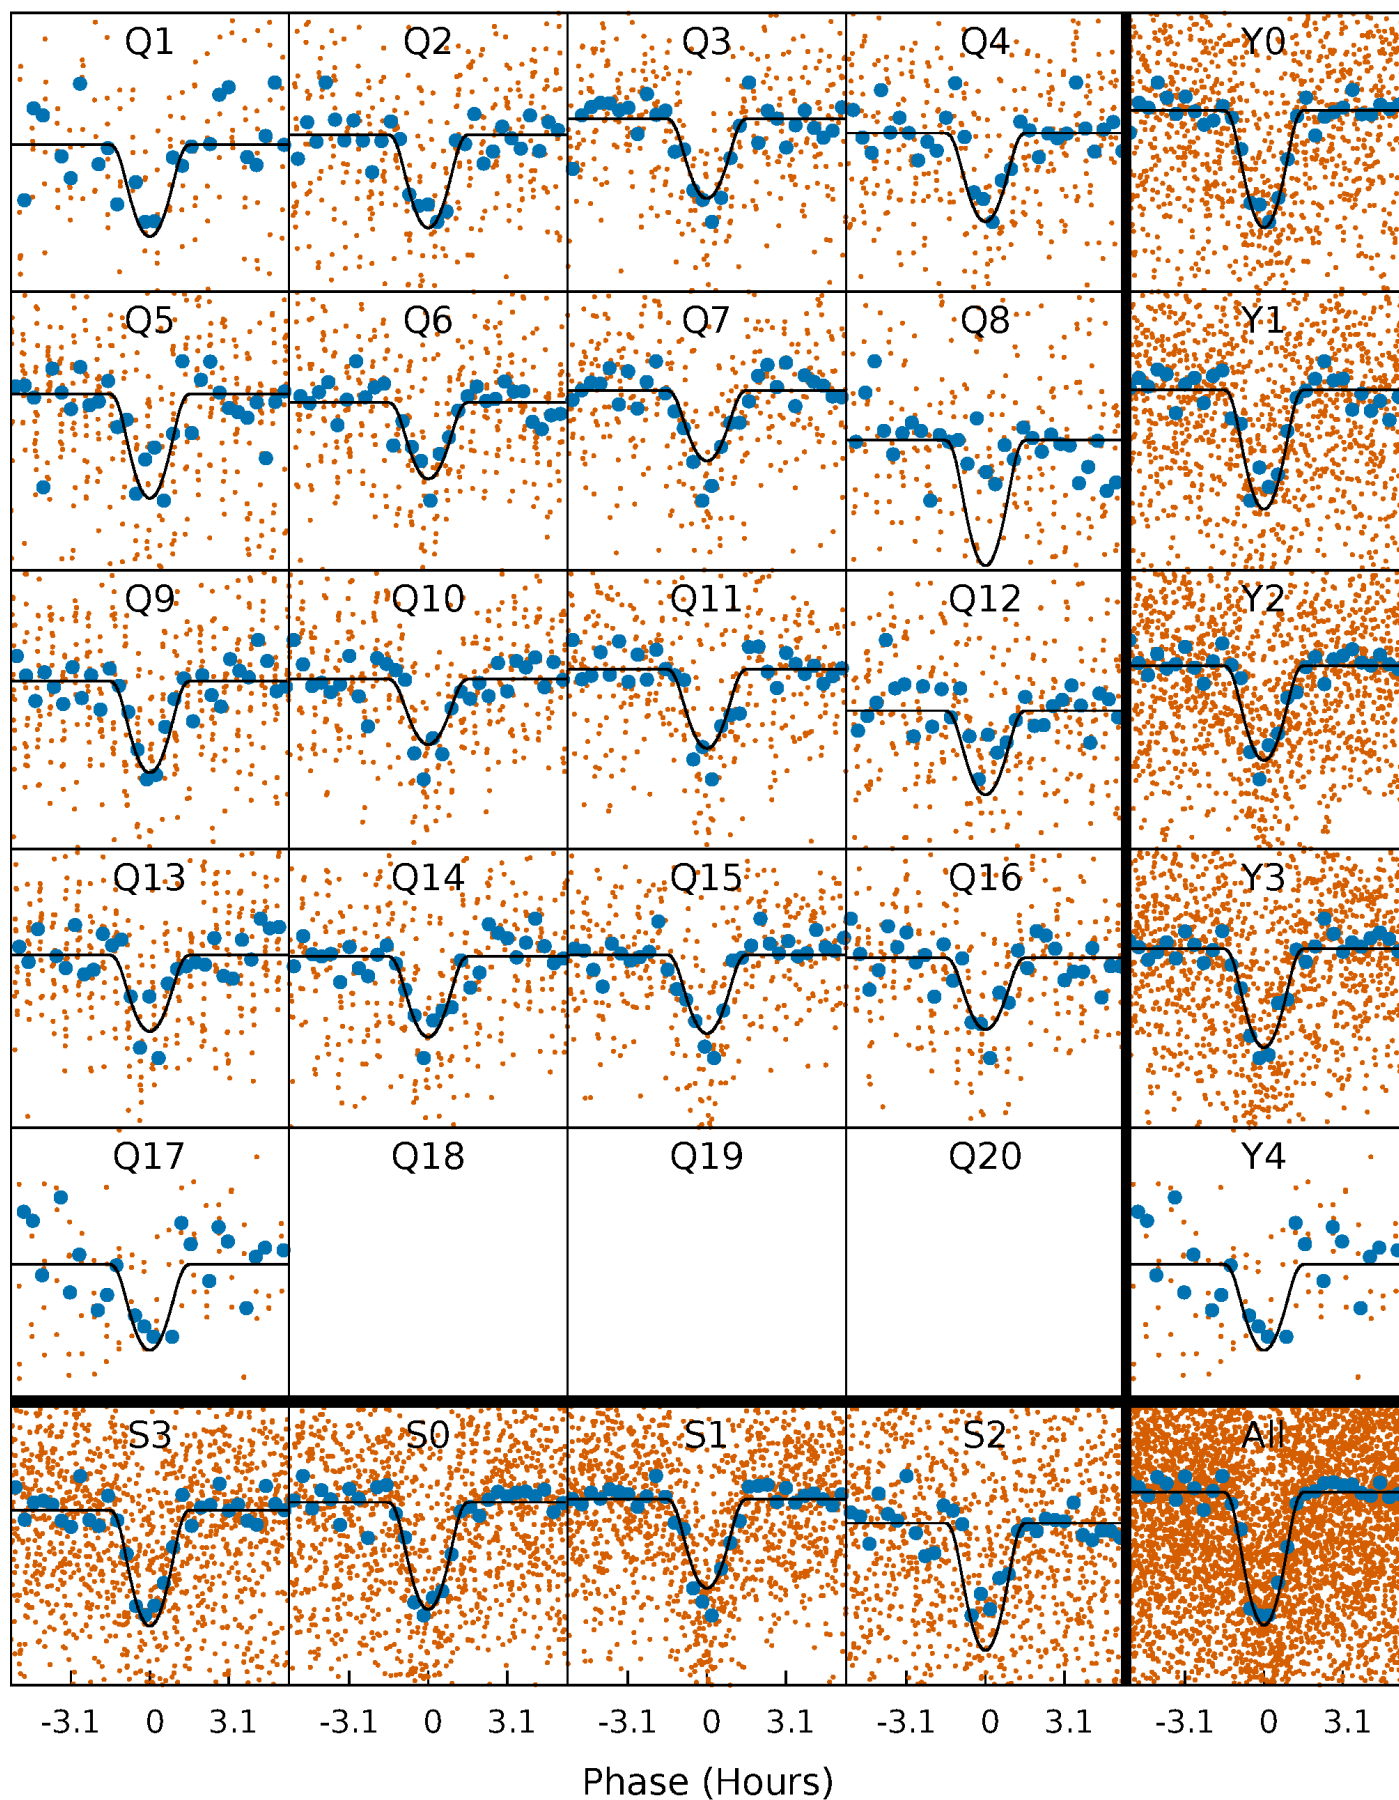 Q1 Q2 Q3 Q4 Y0
Q5 Q6 Q7 Q8 Y1
Q9 Q10 Q11 Q12 Y2
Q13 Q14 Q15 Q16 Y3
Q17 Q18 Q19 Q20 Y4
S3 S0 S1 S2 All
-3.1 0 3.1 -3.1 0 3.1 -3.1 0 3.1 -3.1 0 3.1 -3.1 0 3.1
Phase (Hours)